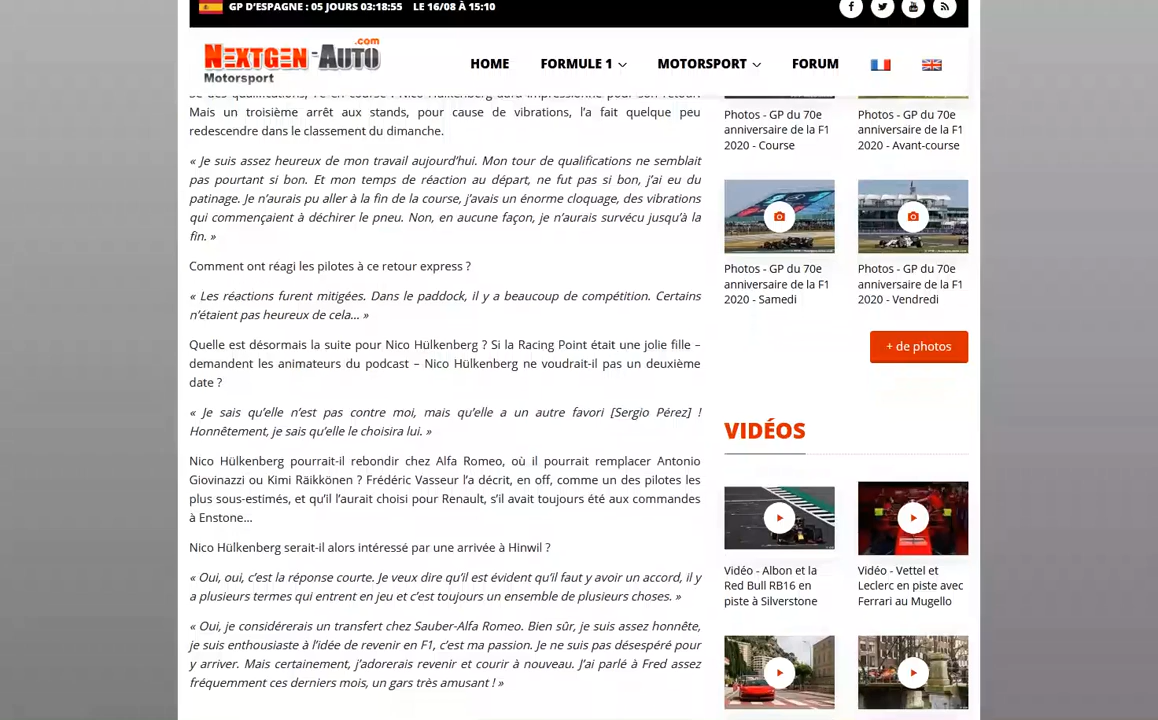 GP D'ESPAGNE : 05 JOURS 03:18:55 LE 16/08 À 15:10
NEXTGEN-AUTO
.com
Motorsport
HOME FORMULE 1 MOTORSPORT FORUM
Mais un troisième arrêt aux stands, pour cause de vibrations, l'a fait quelque peu
redescendre dans le classement du dimanche.
« Je suis assez heureux de mon travail aujourd'hui. Mon tour de qualifications ne semblait
pas pourtant si bon. Et mon temps de réaction au départ, ne fut pas si bon, j'ai eu du
patinage. Je n'aurais pu aller à la fin de la course, j'avais un énorme cloquage, des vibrations
qui commençaient à déchirer le pneu. Non, en aucune façon, je n'aurais survécu jusqu'à la
fin. »
Comment ont réagi les pilotes à ce retour express ?
« Les réactions furent mitigées. Dans le paddock, il y a beaucoup de compétition. Certains
n'étaient pas heureux de cela... »
Quelle est désormais la suite pour Nico Hülkenberg ? Si la Racing Point était une jolie fille –
demandent les animateurs du podcast – Nico Hülkenberg ne voudrait-il pas un deuxième
date ?
« Je sais qu'elle n'est pas contre moi, mais qu'elle a un autre favori [Sergio Pérez] !
Honnêtement, je sais qu'elle le choisira lui. »
Nico Hülkenberg pourrait-il rebondir chez Alfa Romeo, où il pourrait remplacer Antonio
Giovinazzi ou Kimi Räikkönen ? Frédéric Vasseur l'a décrit, en off, comme un des pilotes les
plus sous-estimés, et qu'il l'aurait choisi pour Renault, s'il avait toujours été aux commandes
à Enstone...
Nico Hülkenberg serait-il alors intéressé par une arrivée à Hinwil ?
« Oui, oui, c'est la réponse courte. Je veux dire qu'il est évident qu'il faut y avoir un accord, il y
a plusieurs termes qui entrent en jeu et c'est toujours un ensemble de plusieurs choses. »
« Oui, je considérerais un transfert chez Sauber-Alfa Romeo. Bien sûr, je suis assez honnête,
je suis enthousiaste à l'idée de revenir en F1, c'est ma passion. Je ne suis pas désespéré pour
y arriver. Mais certainement, j'adorerais revenir et courir à nouveau. J'ai parlé à Fred assez
fréquemment ces derniers mois, un gars très amusant ! »
Photos - GP du 70e
anniversaire de la F1
2020 - Course
Photos - GP du 70e
anniversaire de la F1
2020 - Avant-course
Photos - GP du 70e
anniversaire de la F1
2020 - Samedi
Photos - GP du 70e
anniversaire de la F1
2020 - Vendredi
+ de photos
VIDÉOS
Vidéo - Albon et la
Red Bull RB16 en
piste à Silverstone
Vidéo - Vettel et
Leclerc en piste avec
Ferrari au Mugello